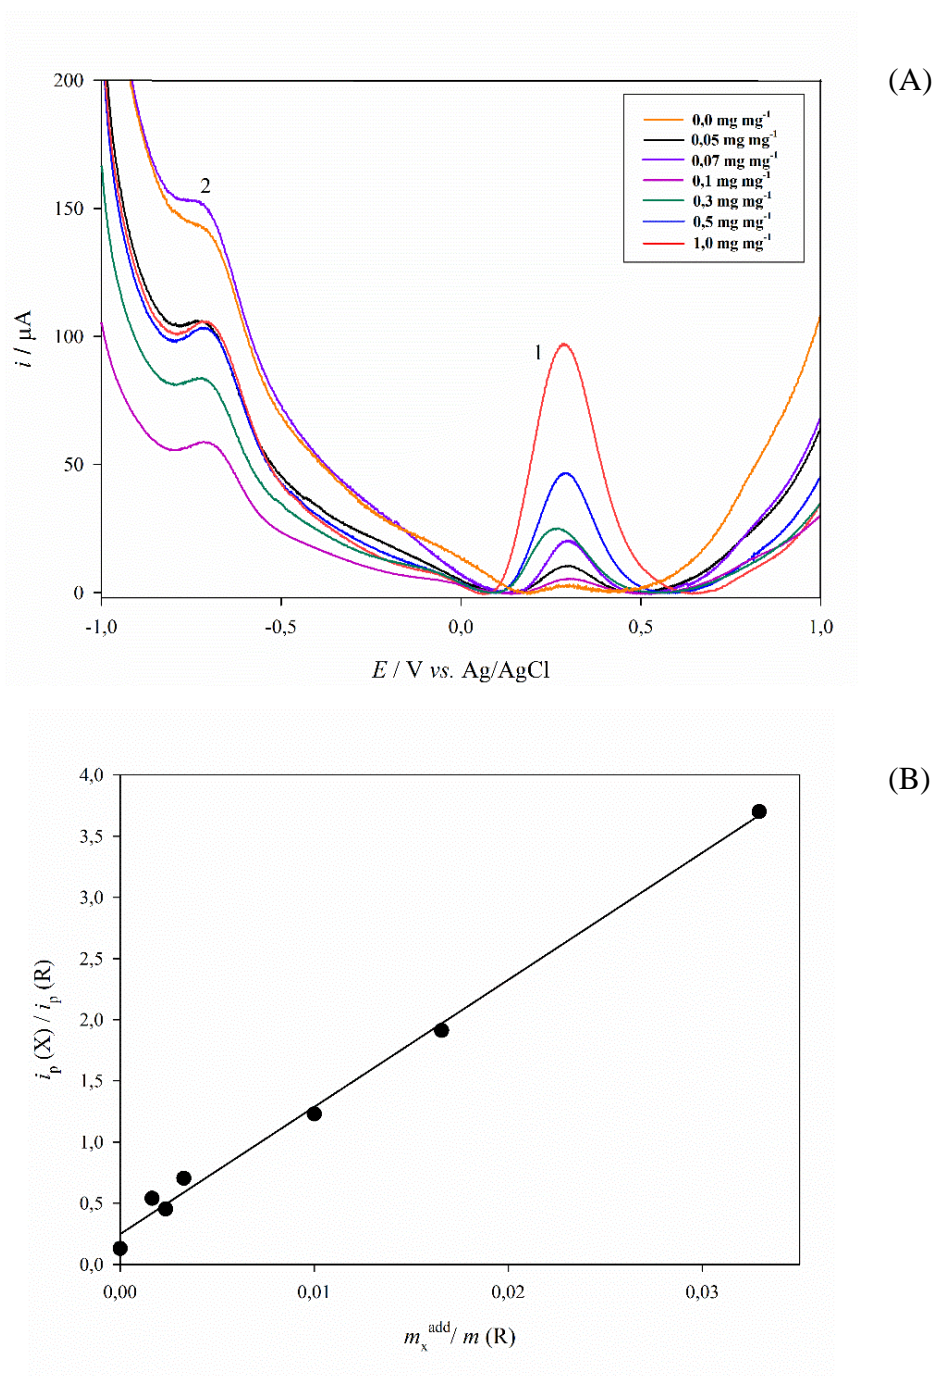 (A)
200
150
100
50
0
i / µA
2
1
0,0 mg mg⁻¹
0,05 mg mg⁻¹
0,07 mg mg⁻¹
0,1 mg mg⁻¹
0,3 mg mg⁻¹
0,5 mg mg⁻¹
1,0 mg mg⁻¹
-1,0 -0,5 0,0 0,5 1,0
E / V vs. Ag/AgCl
(B)
4,0
3,5
3,0
2,5
2,0
1,5
1,0
0,5
0,0
iₚ (X) / iₚ (R)
0,00 0,01 0,02 0,03
mₓᵃᵈᵈ/ m (R)